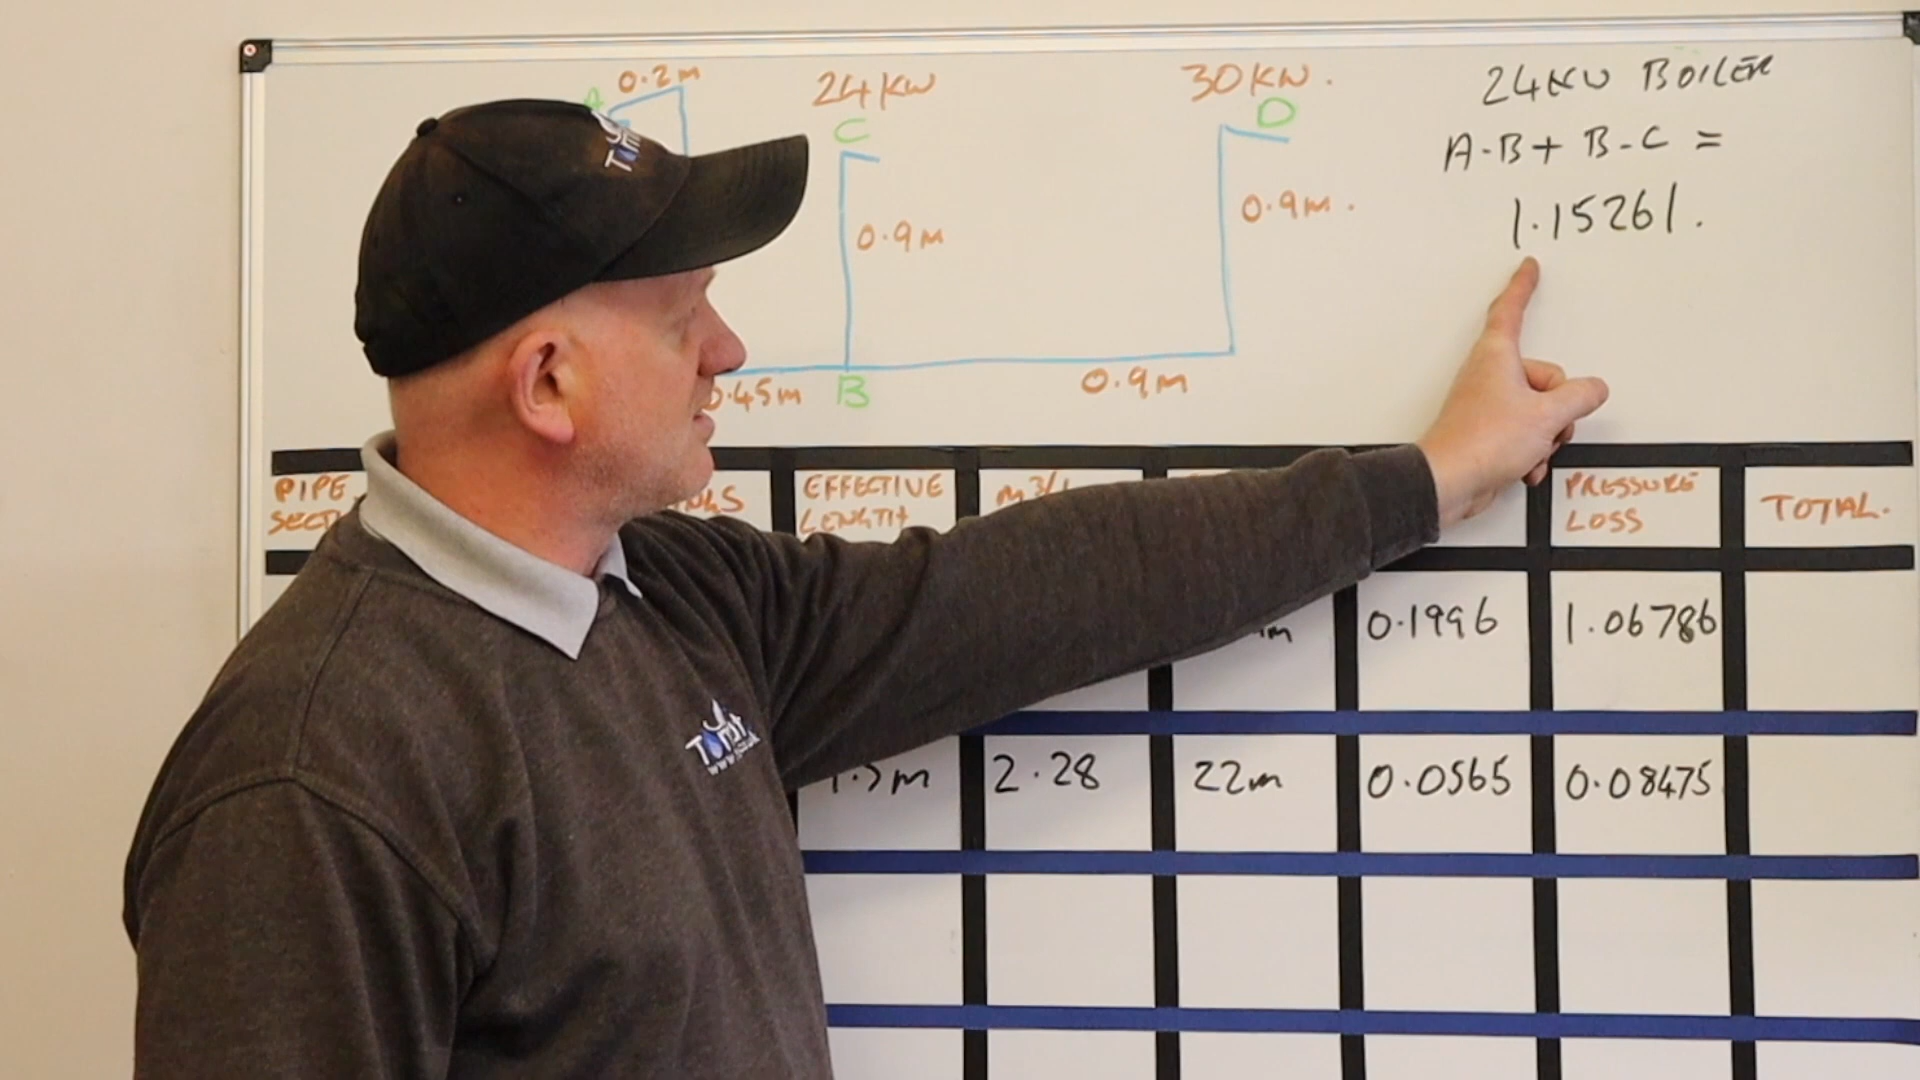 0.2m
A
24KW
C
30KW.
D
24KW BOILER
A-B + B-C =
1.15261.
0.9m
0.9m.
0.45m
B
0.9m
PIPE
EFFECTIVE
LENGTH
PRESSURE
LOSS
TOTAL.
0.1996
1.06786
2.28
22m
0.0565
0.08475